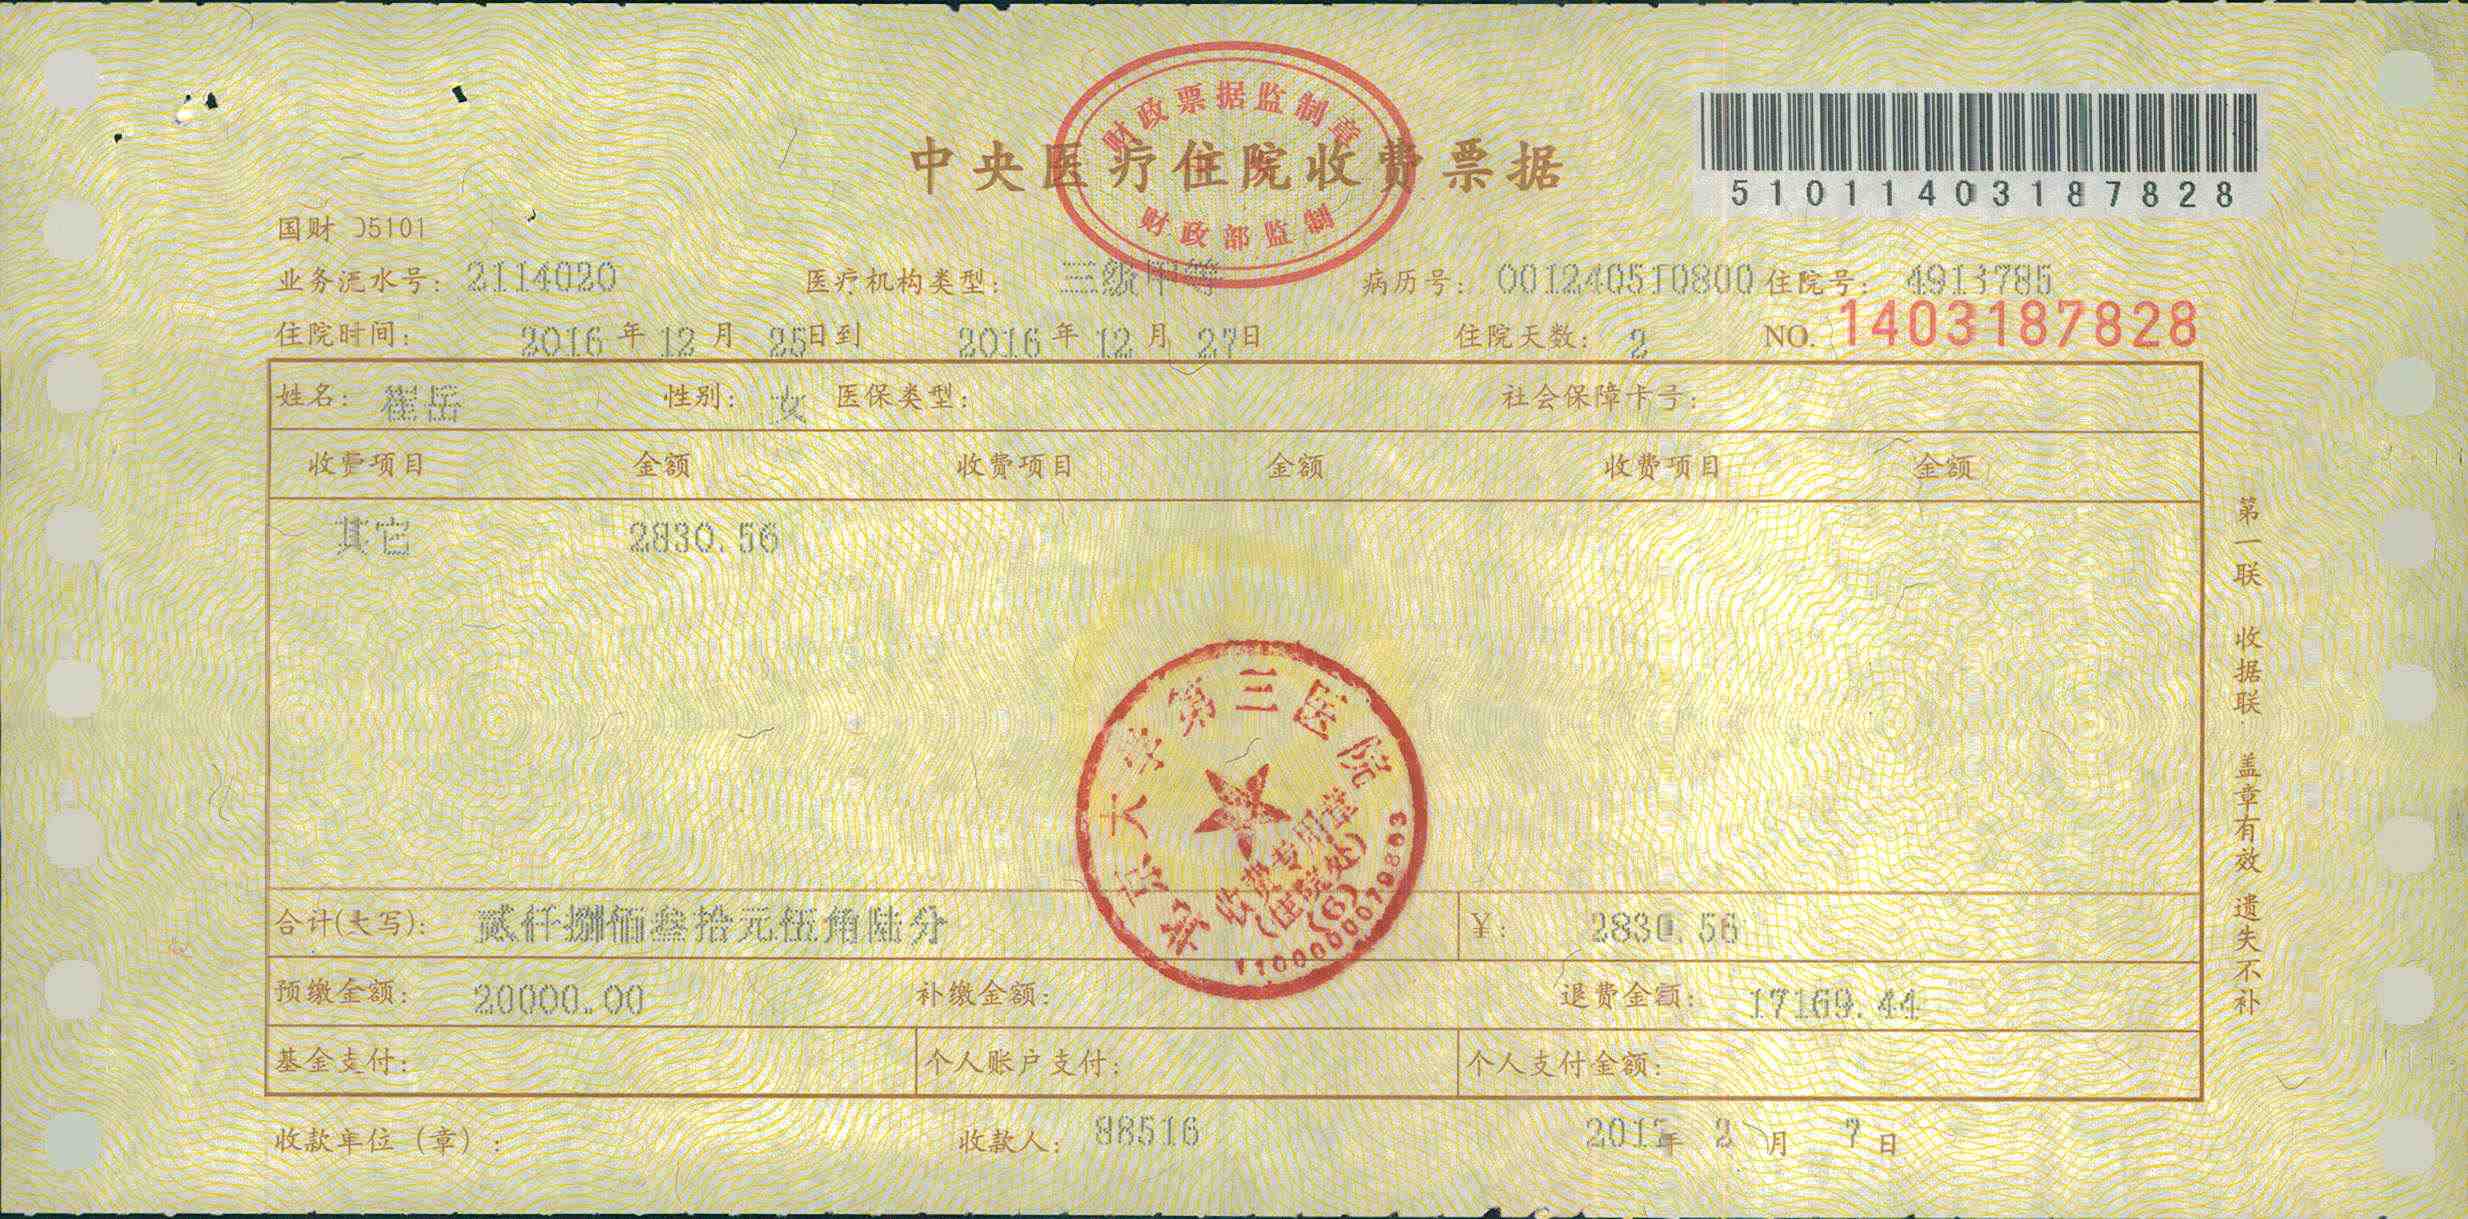 财政票据监制章
中央医疗住院收费票据
财政部监制
5101140318​7828
国财 05101
业务流水号: 2114020 医疗机构类型: 三级甲等 病历号: 001240510800 住院号: 4913785
住院时间: 2016 年 12 月 25日到 2016 年 12 月 27日 住院天数: 2 NO. 1403187828
姓名: 崔岳 性别: 女 医保类型: 社会保障卡号:
收费项目 金额 收费项目 金额 收费项目 金额
其它 2830.56
北京大学第三医院
收费专用章
(住院处)
(6)
1100000079803
合计(大写): 贰仟捌佰叁拾元伍角陆分 ¥: 2830.56
预缴金额: 20000.00 补缴金额: 退费金额: 17169.44
基金支付: 个人账户支付: 个人支付金额:
收款单位（章）: 收款人: 88516 2017年 2 月 7 日
第一联 收据联 盖章有效 遗失不补